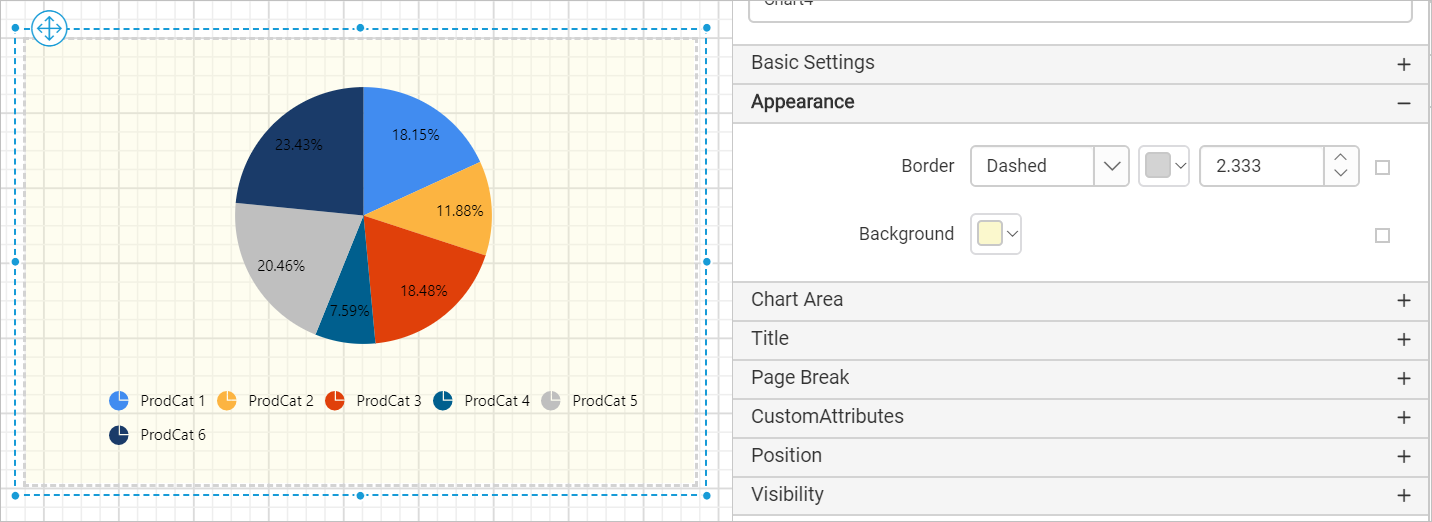 Chart4
Basic Settings
Appearance
Border Dashed 2.333
Background
Chart Area
Title
Page Break
CustomAttributes
Position
Visibility
18.15%
23.43%
11.88%
20.46%
18.48%
7.59%
ProdCat 1 ProdCat 2 ProdCat 3 ProdCat 4 ProdCat 5
ProdCat 6